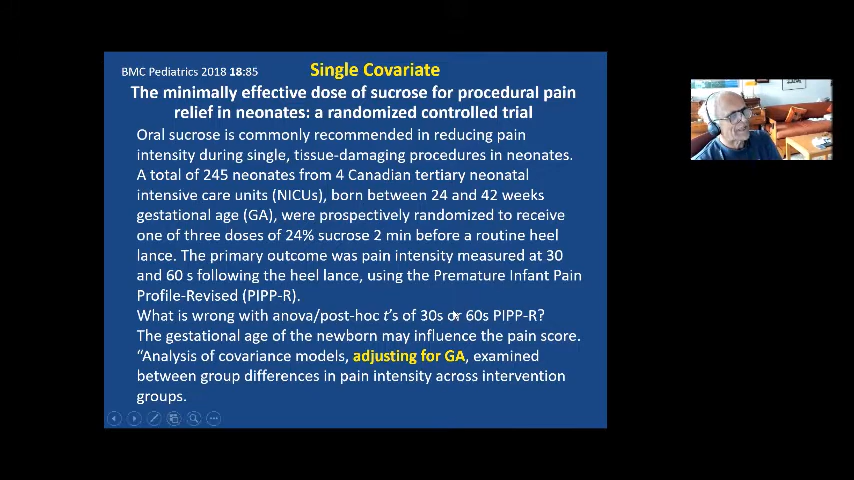 BMC Pediatrics 2018 18:85
Single Covariate
The minimally effective dose of sucrose for procedural pain
relief in neonates: a randomized controlled trial
Oral sucrose is commonly recommended in reducing pain
intensity during single, tissue-damaging procedures in neonates.
A total of 245 neonates from 4 Canadian tertiary neonatal
intensive care units (NICUs), born between 24 and 42 weeks
gestational age (GA), were prospectively randomized to receive
one of three doses of 24% sucrose 2 min before a routine heel
lance. The primary outcome was pain intensity measured at 30
and 60 s following the heel lance, using the Premature Infant Pain
Profile-Revised (PIPP-R).
What is wrong with anova/post-hoc t's of 30s or 60s PIPP-R?
The gestational age of the newborn may influence the pain score.
“Analysis of covariance models, adjusting for GA, examined
between group differences in pain intensity across intervention
groups.